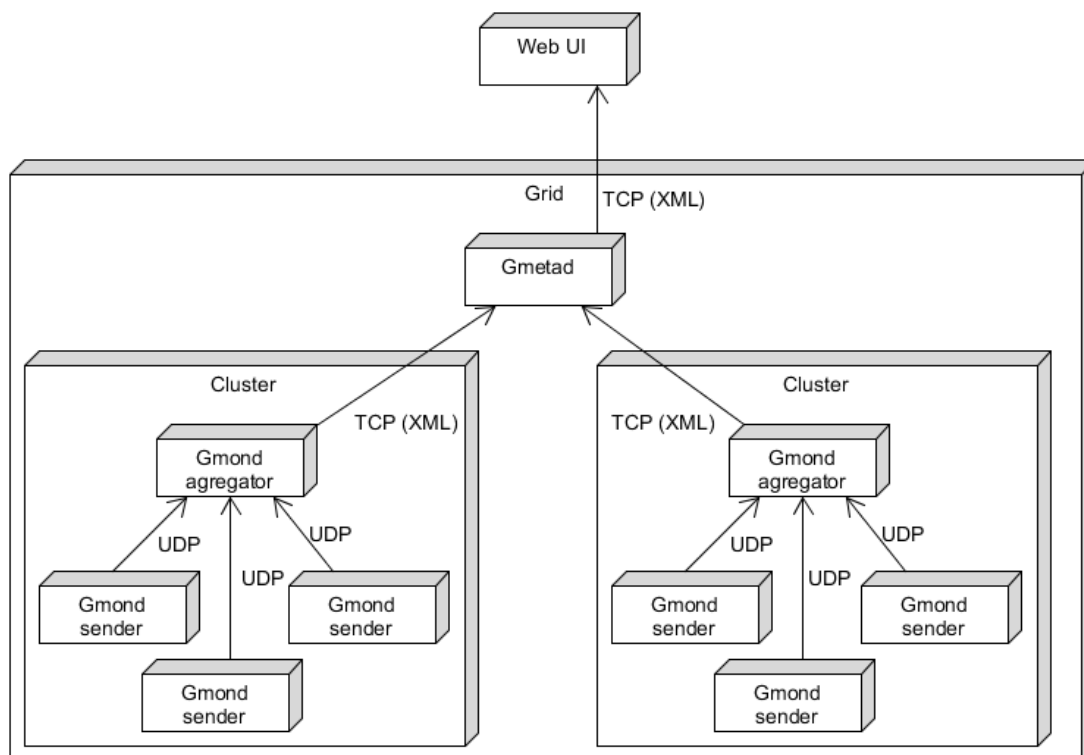 Web UI
Grid
TCP (XML)
Gmetad
Cluster
Cluster
TCP (XML)
TCP (XML)
Gmond
agregator
Gmond
agregator
UDP
UDP
UDP
UDP
UDP
UDP
Gmond
sender
Gmond
sender
Gmond
sender
Gmond
sender
Gmond
sender
Gmond
sender